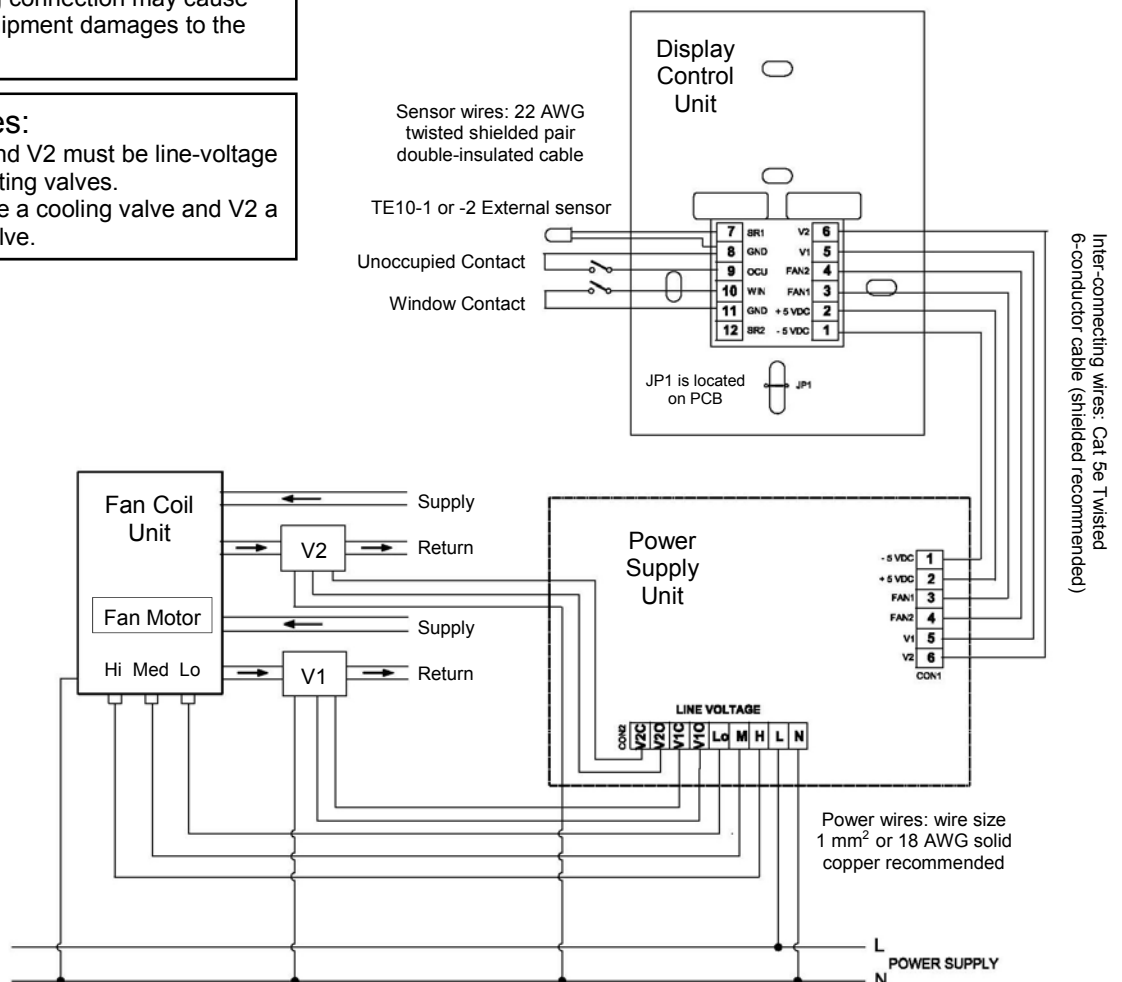 g connection may cause
uipment damages to the
es:
nd V2 must be line-voltage
ting valves.
e a cooling valve and V2 a
lve.
Display
Control
Unit
Sensor wires: 22 AWG
twisted shielded pair
double-insulated cable
TE10-1 or -2 External sensor
Unoccupied Contact
Window Contact
7 SR1 V2 6
8 GND V1 5
9 OCU FAN2 4
10 WIN FAN1 3
11 GND +5 VDC 2
12 SR2 -5 VDC 1
JP1 is located
on PCB
JP1
Inter-connecting wires: Cat 5e Twisted
6-conductor cable (shielded recommended)
Fan Coil
Unit
Supply
V2
Return
Fan Motor
Supply
Hi Med Lo
V1
Return
Power
Supply
Unit
- 5 VDC 1
+ 5 VDC 2
FAN1 3
FAN2 4
V1 5
V2 6
CON1
LINE VOLTAGE
CON2 V2C V2O V1C V1O Lo M H L N
Power wires: wire size
1 mm² or 18 AWG solid
copper recommended
L
POWER SUPPLY
N